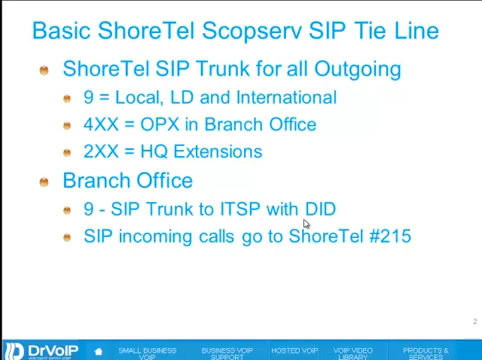 Basic ShoreTel Scopserv SIP Tie Line
ShoreTel SIP Trunk for all Outgoing
9 = Local, LD and International
4XX = OPX in Branch Office
2XX = HQ Extensions
Branch Office
9 - SIP Trunk to ITSP with DID
SIP incoming calls go to ShoreTel #215
2
DrVoIP
SMALL BUSINESS
VOIP
BUSINESS VOIP
SUPPORT
HOSTED VOIP
VOIP VIDEO
LIBRARY
PRODUCTS &
SERVICES